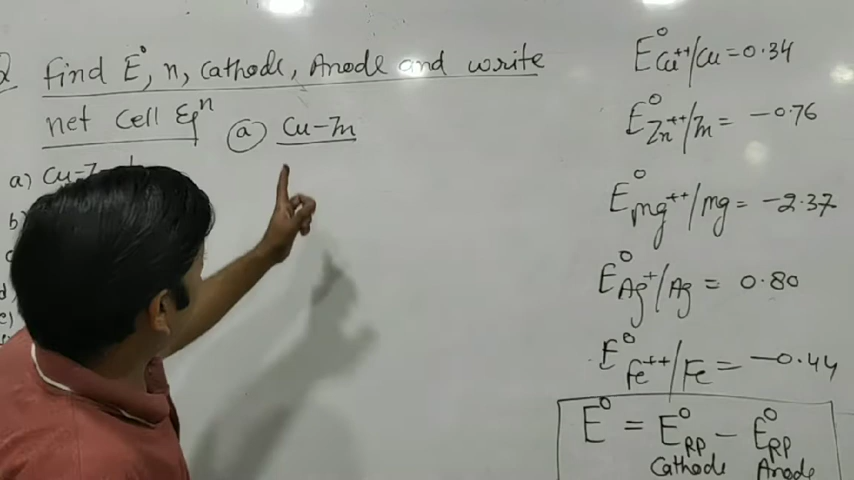 Q Find E°, n, Cathode, Anode and write
net Cell Eqⁿ (a) Cu-Zn
a) Cu-Z
b)
d)
e)
E°Cu⁺⁺/Cu = 0.34
E°Zn⁺⁺/Zn = -0.76
E°mg⁺⁺/mg = -2.37
E°Ag⁺/Ag = 0.80
E°Fe⁺⁺/Fe = -0.44
E° = E°RP - E°RP
Cathode Anode